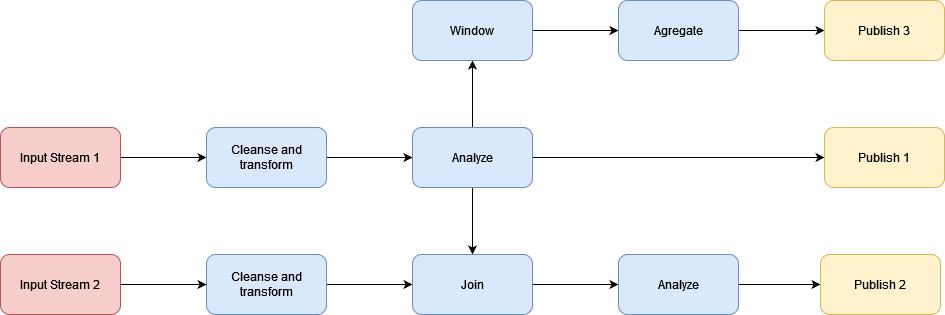 Window
Agregate
Publish 3
Input Stream 1
Cleanse and
transform
Analyze
Publish 1
Input Stream 2
Cleanse and
transform
Join
Analyze
Publish 2